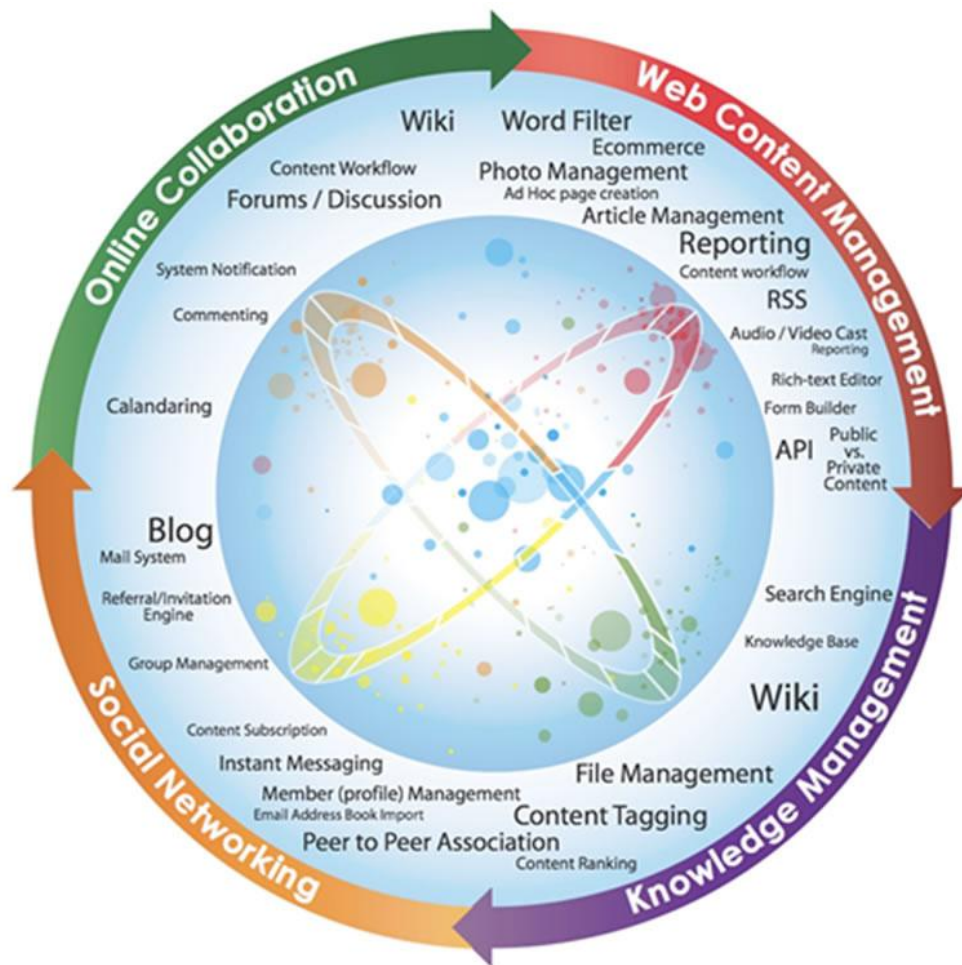 Online Collaboration
Web Content Management
Knowledge Management
Social Networking
Wiki
Content Workflow
Forums / Discussion
System Notification
Commenting
Calandaring
Word Filter
Ecommerce
Photo Management
Ad Hoc page creation
Article Management
Reporting
Content workflow
RSS
Audio / Video Cast
Reporting
Rich-text Editor
Form Builder
API
Public
vs.
Private
Content
Search Engine
Knowledge Base
Wiki
File Management
Content Tagging
Content Ranking
Blog
Mail System
Referral/Invitation
Engine
Group Management
Content Subscription
Instant Messaging
Member (profile) Management
Email Address Book Import
Peer to Peer Association